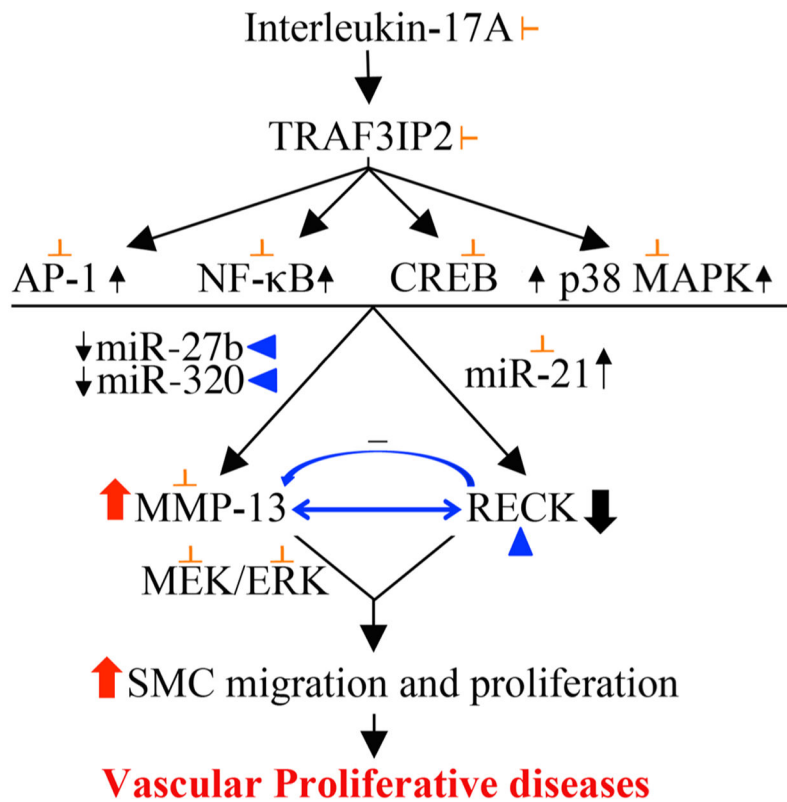 Interleukin-17A
TRAF3IP2
AP-1 NF-κB CREB p38 MAPK
miR-27b
miR-320
miR-21
MMP-13 RECK
MEK/ERK
SMC migration and proliferation
Vascular Proliferative diseases